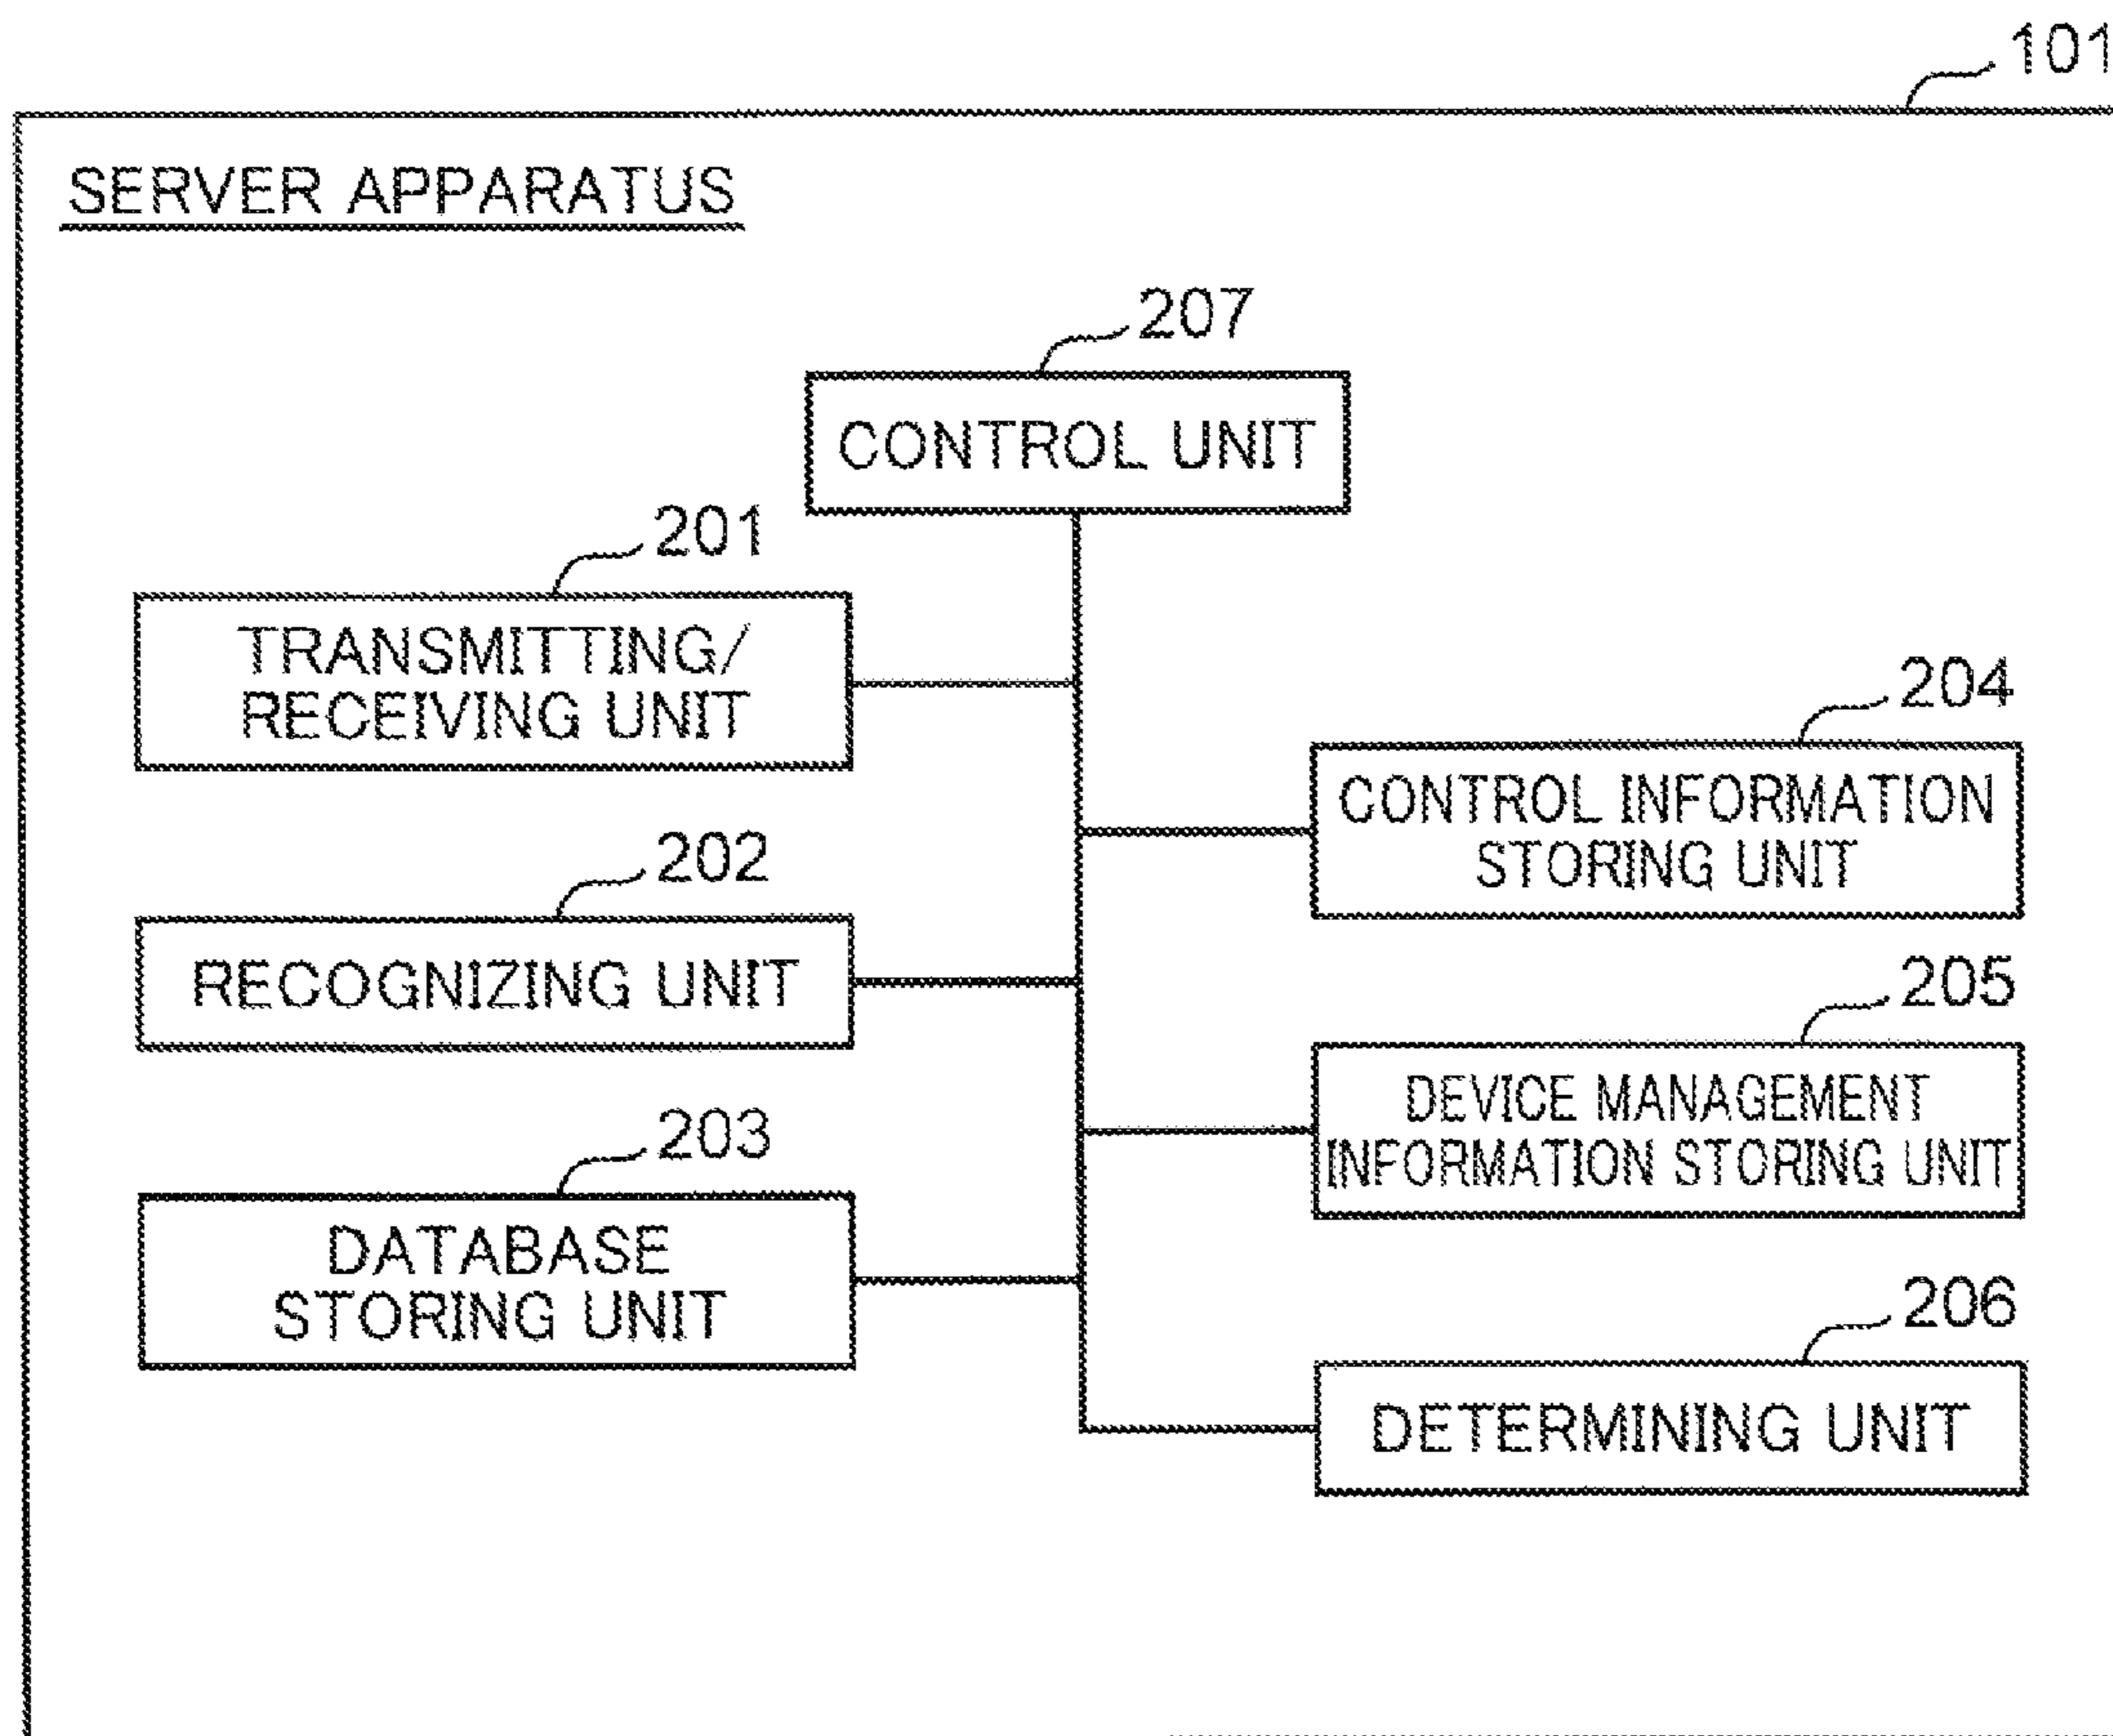 101
SERVER APPARATUS
207
CONTROL UNIT
201
TRANSMITTING/
RECEIVING UNIT
204
CONTROL INFORMATION
STORING UNIT
202
RECOGNIZING UNIT
205
DEVICE MANAGEMENT
INFORMATION STORING UNIT
203
DATABASE
STORING UNIT
206
DETERMINING UNIT